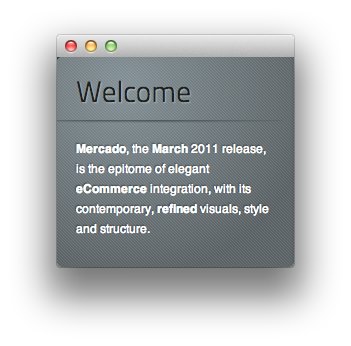 Welcome
Mercado, the March 2011 release,
is the epitome of elegant
eCommerce integration, with its
contemporary, refined visuals, style
and structure.